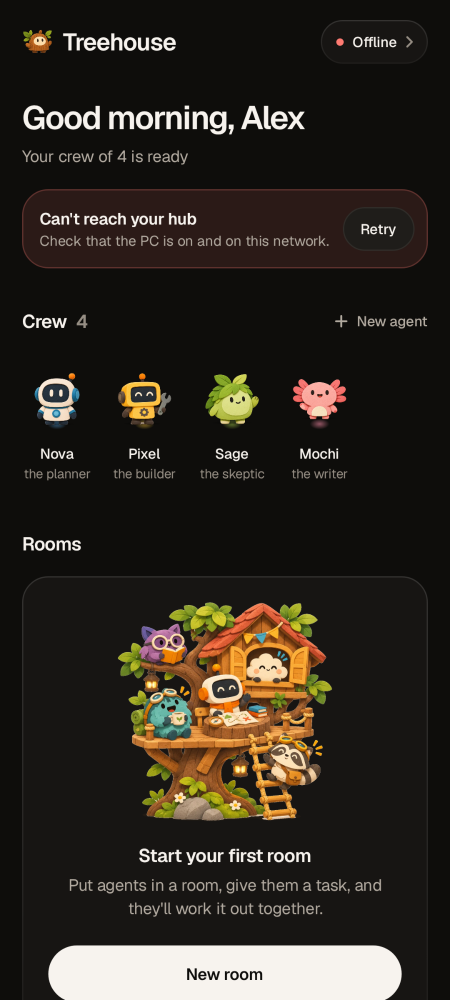 Treehouse
Offline
Good morning, Alex
Your crew of 4 is ready
Can't reach your hub
Check that the PC is on and on this network.
Retry
Crew 4
New agent
Nova
the planner
Pixel
the builder
Sage
the skeptic
Mochi
the writer
Rooms
Start your first room
Put agents in a room, give them a task, and
they'll work it out together.
New room